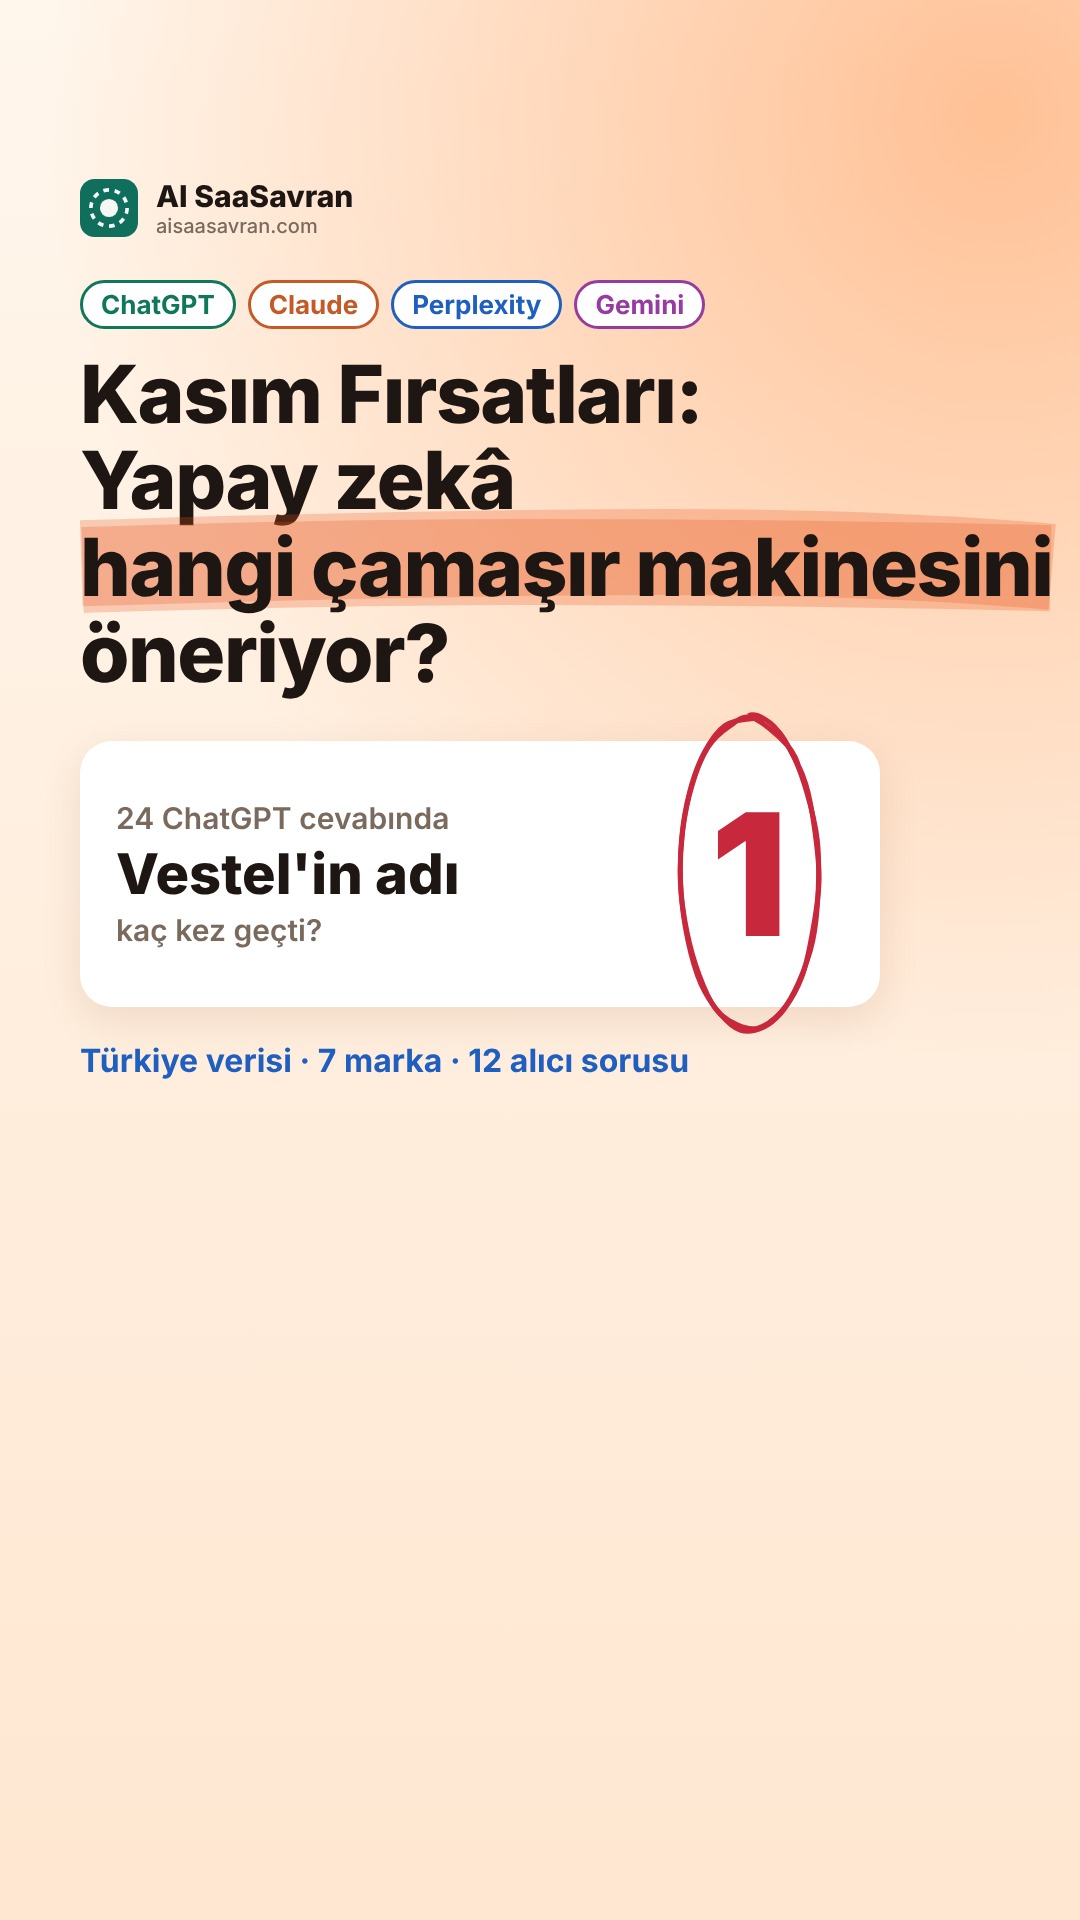 AI SaaSavran
aisaasavran.com
ChatGPT Claude Perplexity Gemini
Kasım Fırsatları:
Yapay zekâ
hangi çamaşır makinesini
öneriyor?
24 ChatGPT cevabında
Vestel'in adı
kaç kez geçti?
1
Türkiye verisi · 7 marka · 12 alıcı sorusu